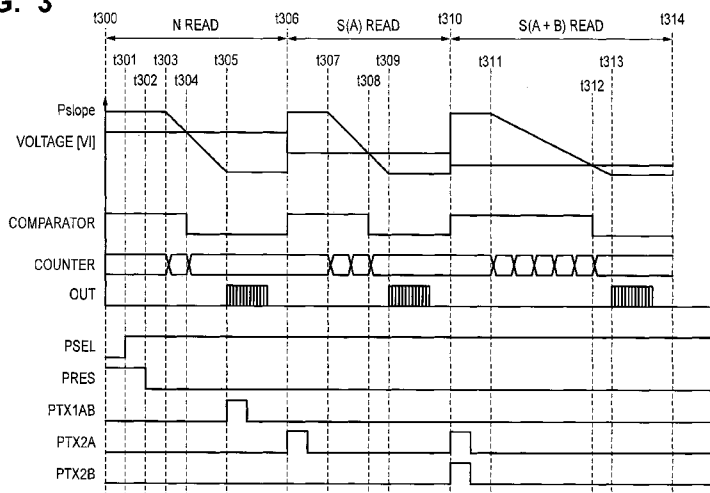 G. 3
t300 t306 t310 t314
N READ S(A) READ S(A + B) READ
t301 t303 t305 t307 t309 t311 t313
t302 t304 t308 t312
Pslope
VOLTAGE [Vl]
COMPARATOR
COUNTER
OUT
PSEL
PRES
PTX1AB
PTX2A
PTX2B